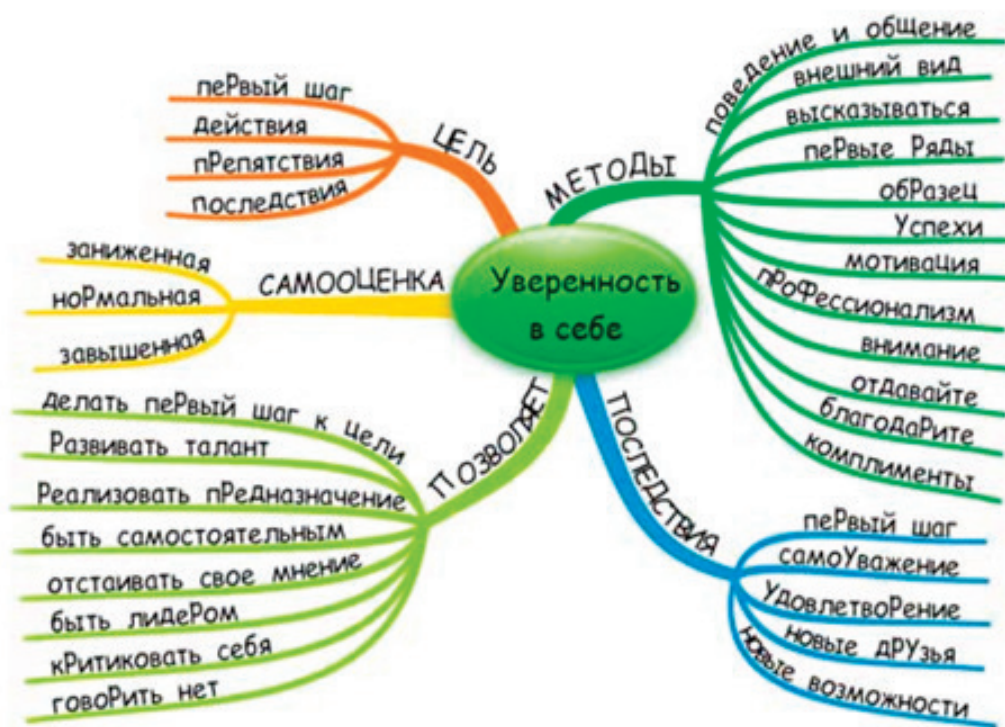 Уверенность
в себе
ЦЕЛЬ
пеРвый шаг
действия
пРепятствия
последствия
САМООЦЕНКА
заниженная
ноРмальная
завышенная
ПОЗВОЛЯЕТ
делать пеРвый шаг к цели
Развивать талант
Реализовать пРедназначение
быть самостоятельным
отстаивать свое мнение
быть лидеРом
кРитиковать себя
говоРить нет
МЕТОДЫ
поведение и общение
внешний вид
высказываться
пеРвые Ряды
обРазец
Успехи
мотивация
пРофессионализм
внимание
отдавайте
благодаРите
комплименты
ПОСЛЕДСТВИЯ
пеРвый шаг
самоУважение
УдовлетвоРение
новые дРУзья
новые возможности